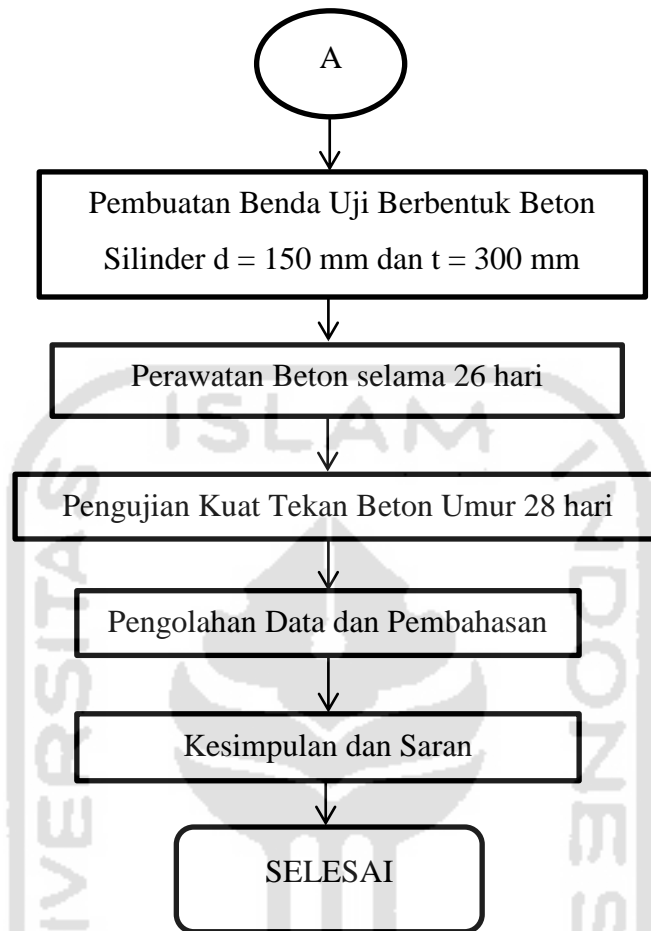 A
Pembuatan Benda Uji Berbentuk Beton
Silinder d = 150 mm dan t = 300 mm
Perawatan Beton selama 26 hari
Pengujian Kuat Tekan Beton Umur 28 hari
Pengolahan Data dan Pembahasan
Kesimpulan dan Saran
SELESAI
ISLAM